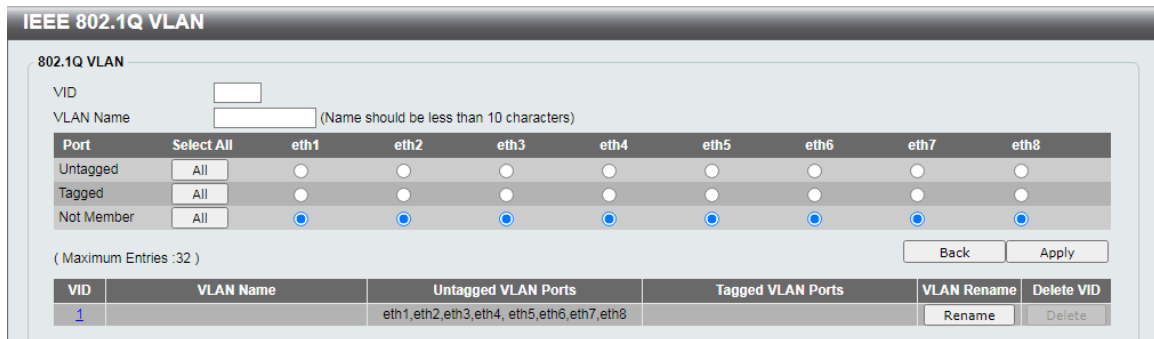 IEEE 802.1Q VLAN
802.1Q VLAN
VID
VLAN Name (Name should be less than 10 characters)
Port Select All eth1 eth2 eth3 eth4 eth5 eth6 eth7 eth8
Untagged All
Tagged All
Not Member All
( Maximum Entries :32 ) Back Apply
VID VLAN Name Untagged VLAN Ports Tagged VLAN Ports VLAN Rename Delete VID
1 eth1,eth2,eth3,eth4, eth5,eth6,eth7,eth8 Rename Delete